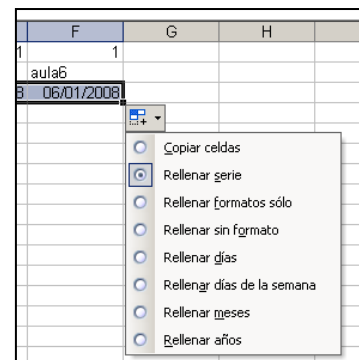 F G H
1 1
aula6
8 06/01/2008
Copiar celdas
Rellenar serie
Rellenar formatos sólo
Rellenar sin formato
Rellenar días
Rellenar días de la semana
Rellenar meses
Rellenar años